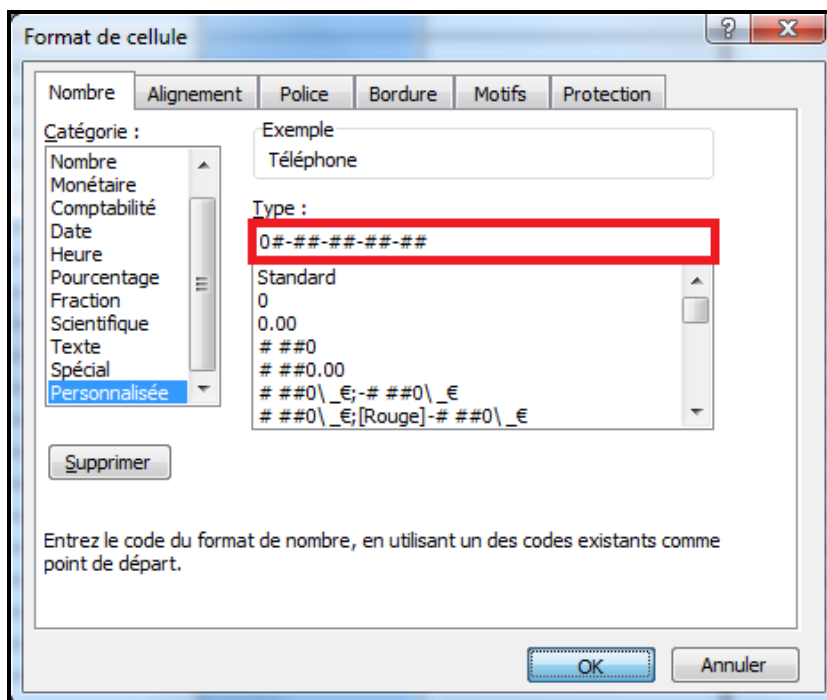 Format de cellule
Nombre Alignement Police Bordure Motifs Protection
Catégorie :
Nombre
Monétaire
Comptabilité
Date
Heure
Pourcentage
Fraction
Scientifique
Texte
Spécial
Personnalisée
Exemple
Téléphone
Type :
0#-##-##-##-##
Standard
0
0.00
# ##0
# ##0.00
# ##0\ _€;-# ##0\ _€
# ##0\ _€;[Rouge]-# ##0\ _€
Supprimer
Entrez le code du format de nombre, en utilisant un des codes existants comme
point de départ.
OK Annuler